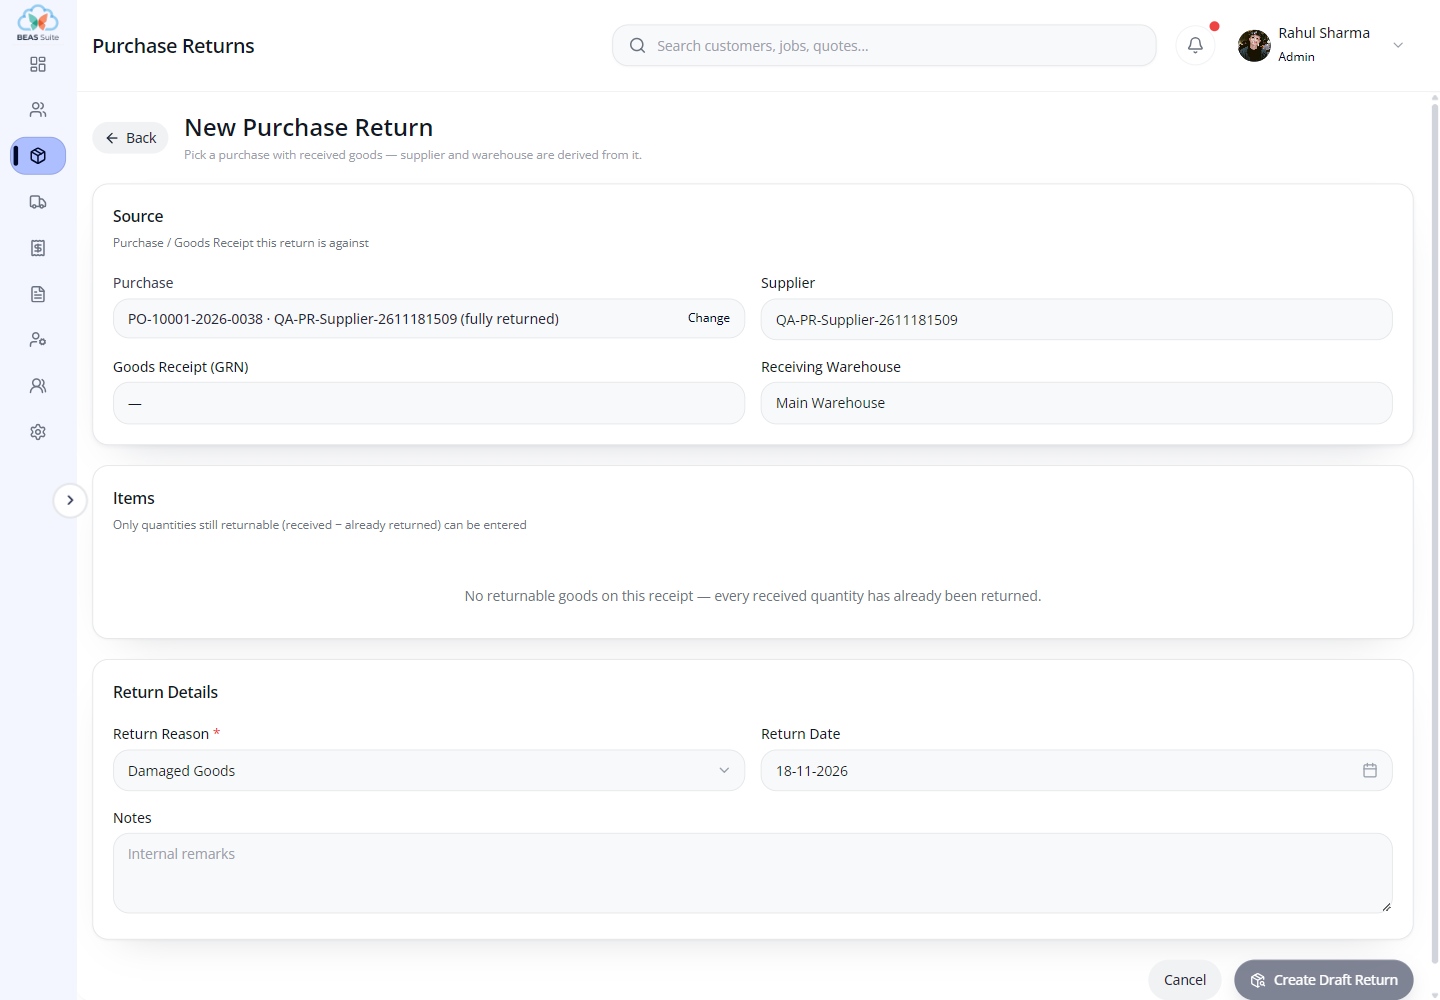 BEAS Suite
Purchase Returns
Search customers, jobs, quotes...
Rahul Sharma
Admin
Back
New Purchase Return
Pick a purchase with received goods — supplier and warehouse are derived from it.
Source
Purchase / Goods Receipt this return is against
Purchase
Supplier
PO-10001-2026-0038 · QA-PR-Supplier-2611181509 (fully returned)
Change
QA-PR-Supplier-2611181509
Goods Receipt (GRN)
Receiving Warehouse
—
Main Warehouse
Items
Only quantities still returnable (received − already returned) can be entered
No returnable goods on this receipt — every received quantity has already been returned.
Return Details
Return Reason *
Return Date
Damaged Goods
18-11-2026
Notes
Internal remarks
Cancel
Create Draft Return